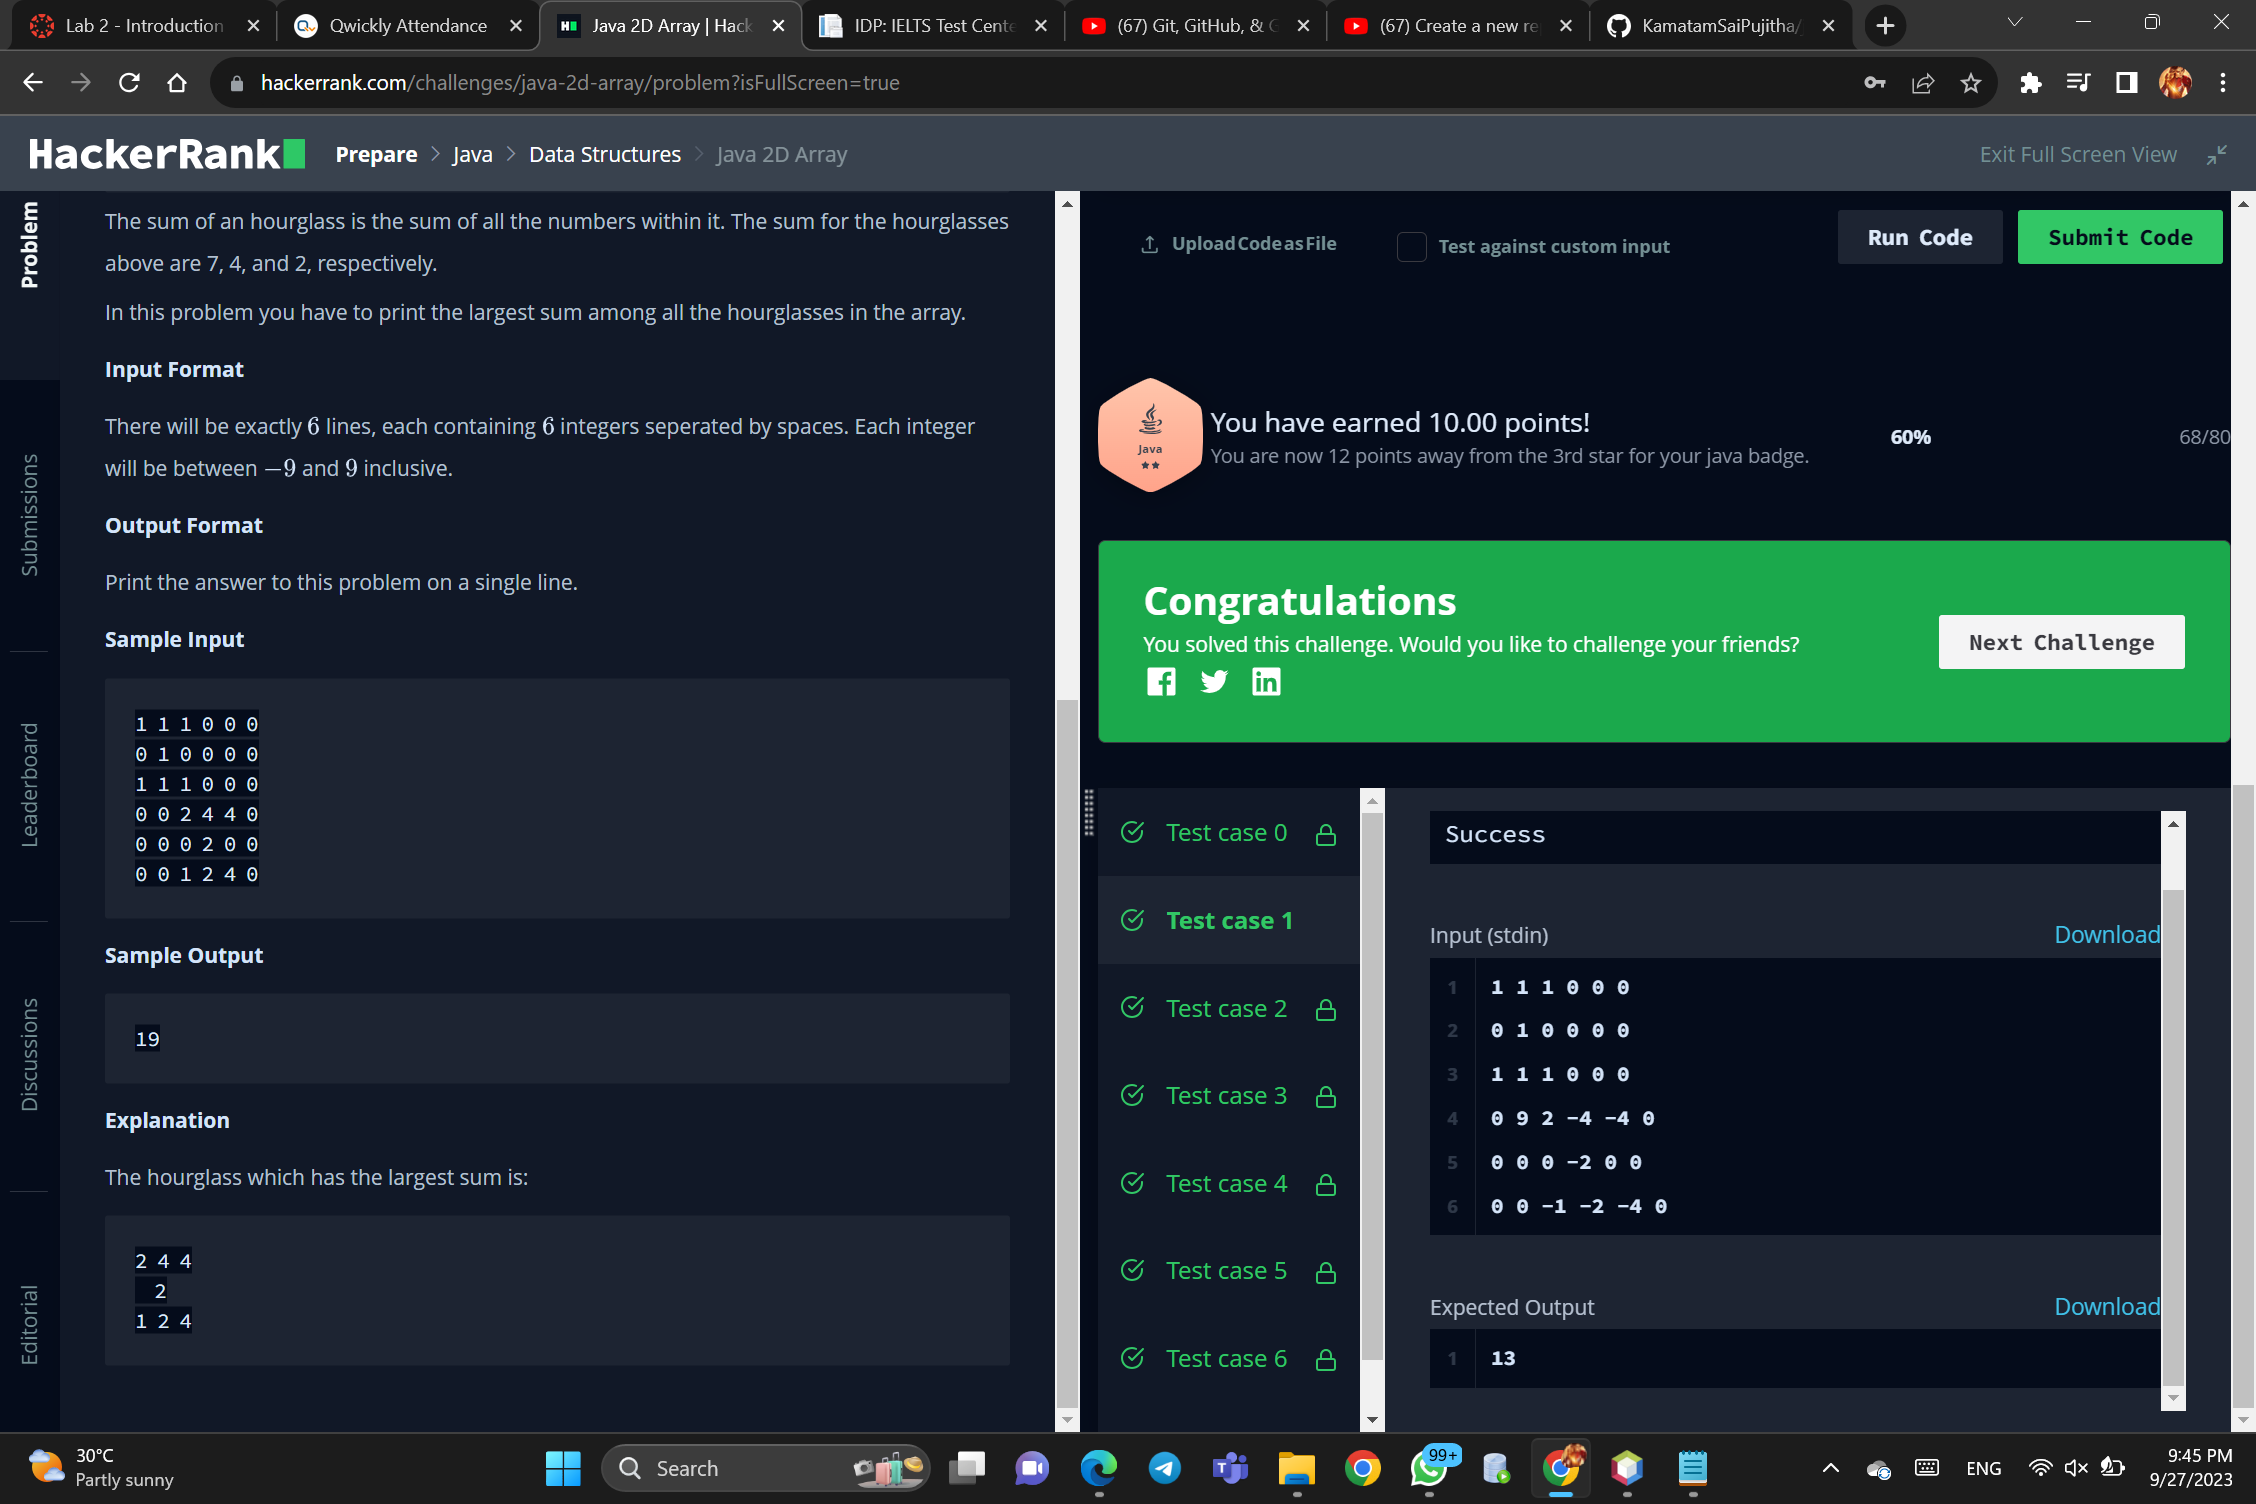 Lab 2 - Introduction
Qwickly Attendance
Java 2D Array | Hack
IDP: IELTS Test Cente
(67) Git, GitHub, & G
(67) Create a new re
KamatamSaiPujitha/
hackerrank.com/challenges/java-2d-array/problem?isFullScreen=true
HackerRank
Prepare > Java > Data Structures > Java 2D Array
Exit Full Screen View
Problem
Submissions
Leaderboard
Discussions
Editorial
The sum of an hourglass is the sum of all the numbers within it. The sum for the hourglasses
above are 7, 4, and 2, respectively.
In this problem you have to print the largest sum among all the hourglasses in the array.
Input Format
There will be exactly 6 lines, each containing 6 integers seperated by spaces. Each integer
will be between −9 and 9 inclusive.
Output Format
Print the answer to this problem on a single line.
Sample Input
1 1 1 0 0 0
0 1 0 0 0 0
1 1 1 0 0 0
0 0 2 4 4 0
0 0 0 2 0 0
0 0 1 2 4 0
Sample Output
19
Explanation
The hourglass which has the largest sum is:
2 4 4
2
1 2 4
Upload Code as File
Test against custom input
Run Code
Submit Code
Java
You have earned 10.00 points!
You are now 12 points away from the 3rd star for your java badge.
60%
68/80
Congratulations
You solved this challenge. Would you like to challenge your friends?
Next Challenge
Test case 0
Test case 1
Test case 2
Test case 3
Test case 4
Test case 5
Test case 6
Success
Input (stdin)
Download
1 1 1 1 0 0 0
2 0 1 0 0 0 0
3 1 1 1 0 0 0
4 0 9 2 -4 -4 0
5 0 0 0 -2 0 0
6 0 0 -1 -2 -4 0
Expected Output
Download
1 13
30°C
Partly sunny
Search
99+
ENG
9:45 PM
9/27/2023